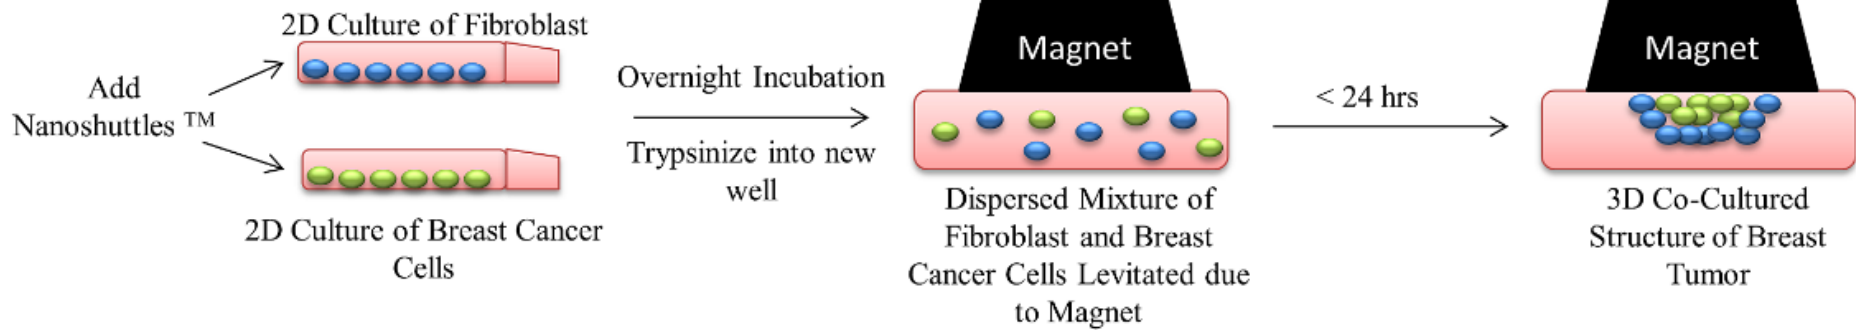 Add
Nanoshuttles ™
2D Culture of Fibroblast
2D Culture of Breast Cancer
Cells
Overnight Incubation
Trypsinize into new
well
Magnet
Dispersed Mixture of
Fibroblast and Breast
Cancer Cells Levitated due
to Magnet
< 24 hrs
Magnet
3D Co-Cultured
Structure of Breast
Tumor